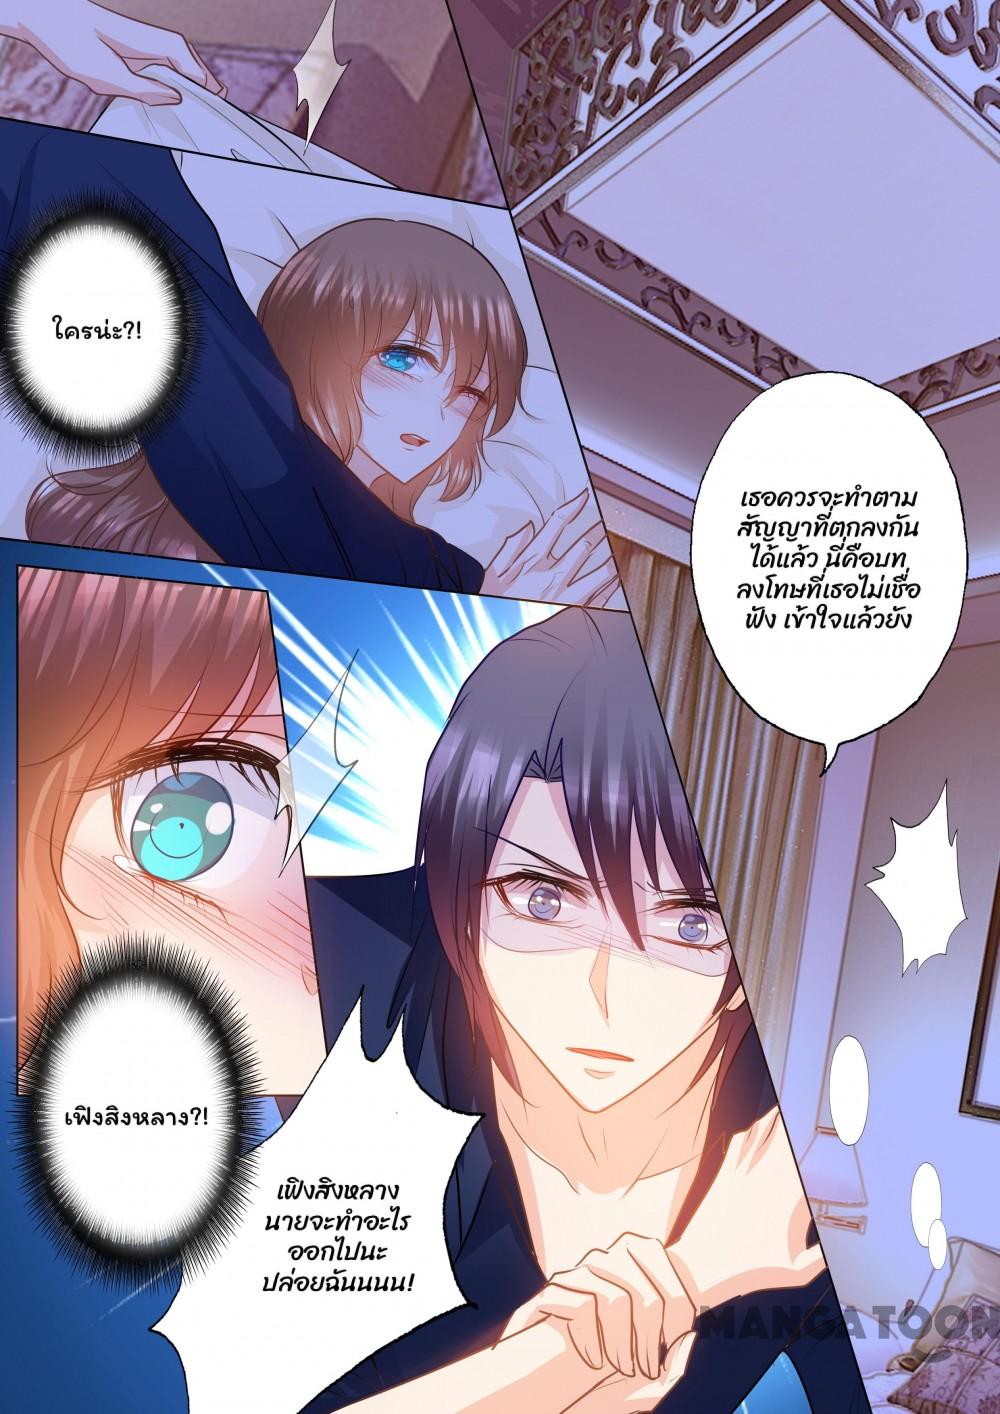 ใครน่ะ?!
เฟิงสิงหลาง?!
เฟิงสิงหลาง
นายจะทำอะไร
ออกไปนะ
ปล่อยฉันนนน!
เธอควรจะทำตาม
สัญญาที่ตกลงกัน
ได้แล้ว นี่คือบท
ลงโทษที่เธอไม่เชื่อ
ฟัง เข้าใจแล้วยัง
MANGATOON